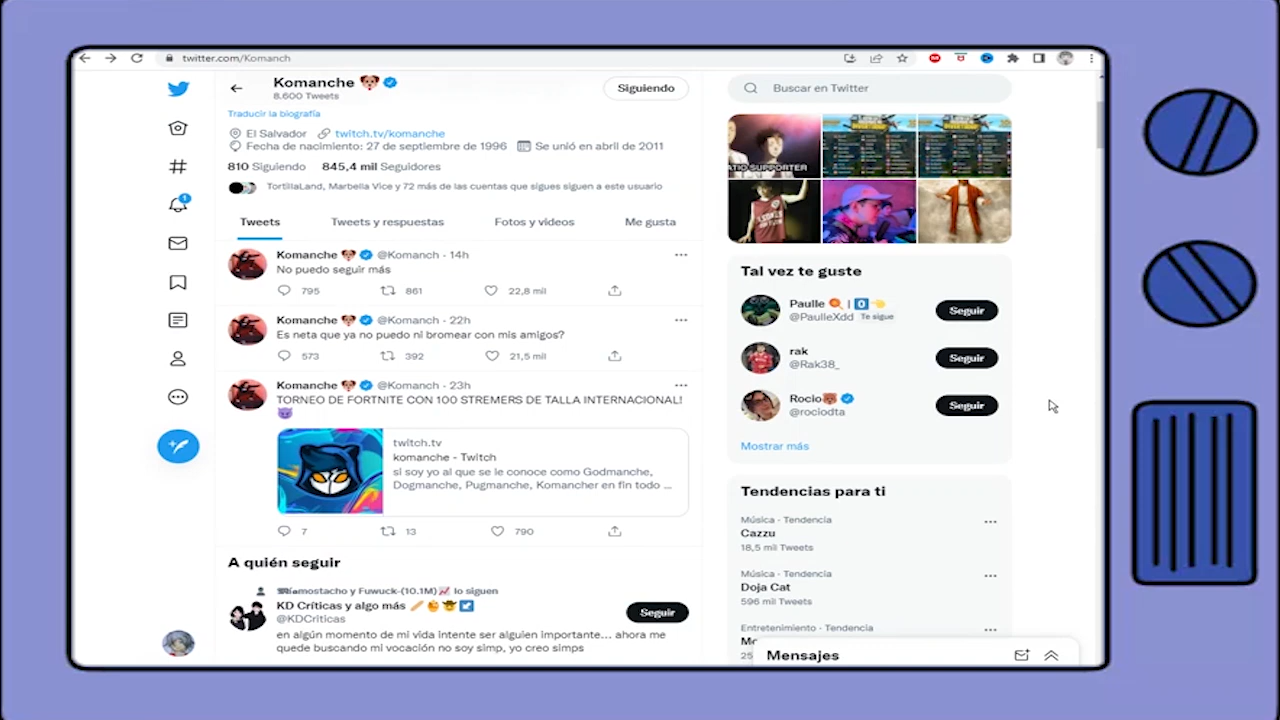 twitter.com/Komanch
Komanche
8.600 Tweets
Siguiendo
Buscar en Twitter
Traducir la biografía
El Salvador twitch.tv/komanche
Fecha de nacimiento: 27 de septiembre de 1996 Se unió en abril de 2011
810 Siguiendo 845,4 mil Seguidores
TortillaLand, Marbella Vice y 72 más de las cuentas que sigues siguen a este usuario
Tweets Tweets y respuestas Fotos y videos Me gusta
Komanche @Komanch · 14h
No puedo seguir más
795 861 22,8 mil
Komanche @Komanch · 22h
Es neta que ya no puedo ni bromear con mis amigos?
573 392 21,5 mil
Komanche @Komanch · 23h
TORNEO DE FORTNITE CON 100 STREMERS DE TALLA INTERNACIONAL!
twitch.tv
komanche - Twitch
si soy yo al que se le conoce como Godmanche,
Dogmanche, Pugmanche, Komancher en fin todo ...
7 13 790
A quién seguir
y Fuwuck-(10.1M) lo siguen
KD Críticas y algo más
@KDCriticas
Seguir
en algún momento de mi vida intente ser alguien importante... ahora me
quede buscando mi vocación no soy simp, yo creo simps
1
ATIO SUPPORTER
Tal vez te guste
Paulle | 0
@PaulleXdd Te sigue
Seguir
rak
@Rak38_
Seguir
Rocio
@rociodta
Seguir
Mostrar más
Tendencias para ti
Música · Tendencia
Cazzu
18,5 mil Tweets
Música · Tendencia
Doja Cat
596 mil Tweets
Entretenimiento · Tendencia
25
Mensajes